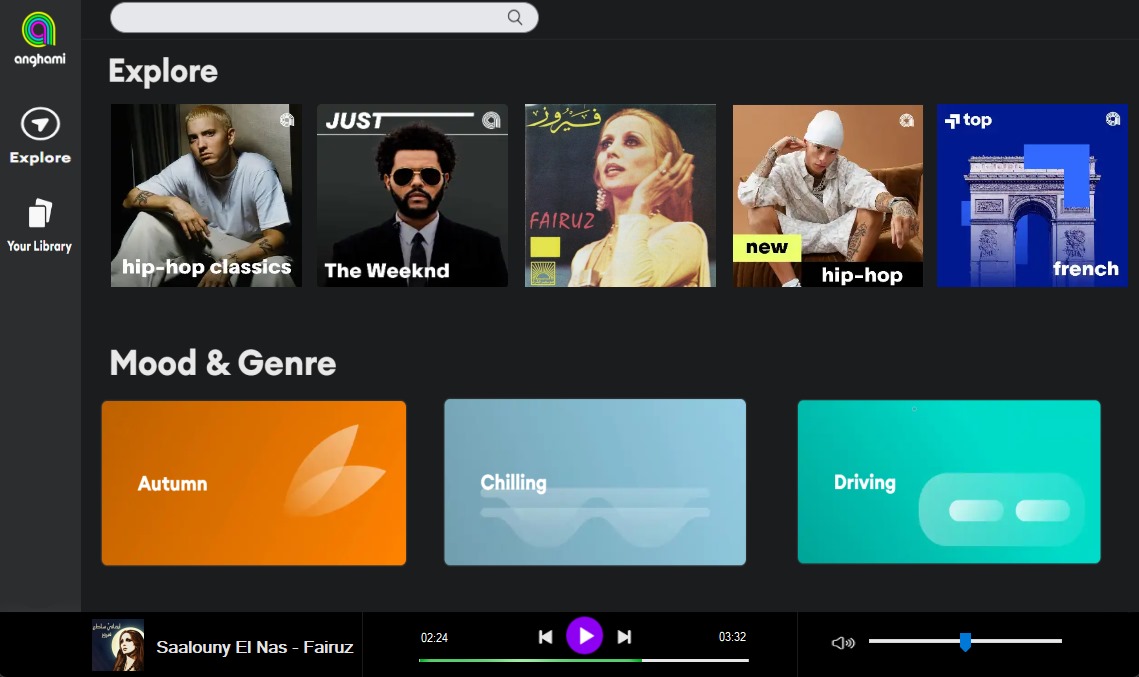 anghami
Explore
Your Library
Explore
hip-hop classics
JUST
The Weeknd
فيروز
FAIRUZ
new
hip-hop
top
french
Mood & Genre
Autumn
Chilling
Driving
Saalouny El Nas - Fairuz
02:24
03:32